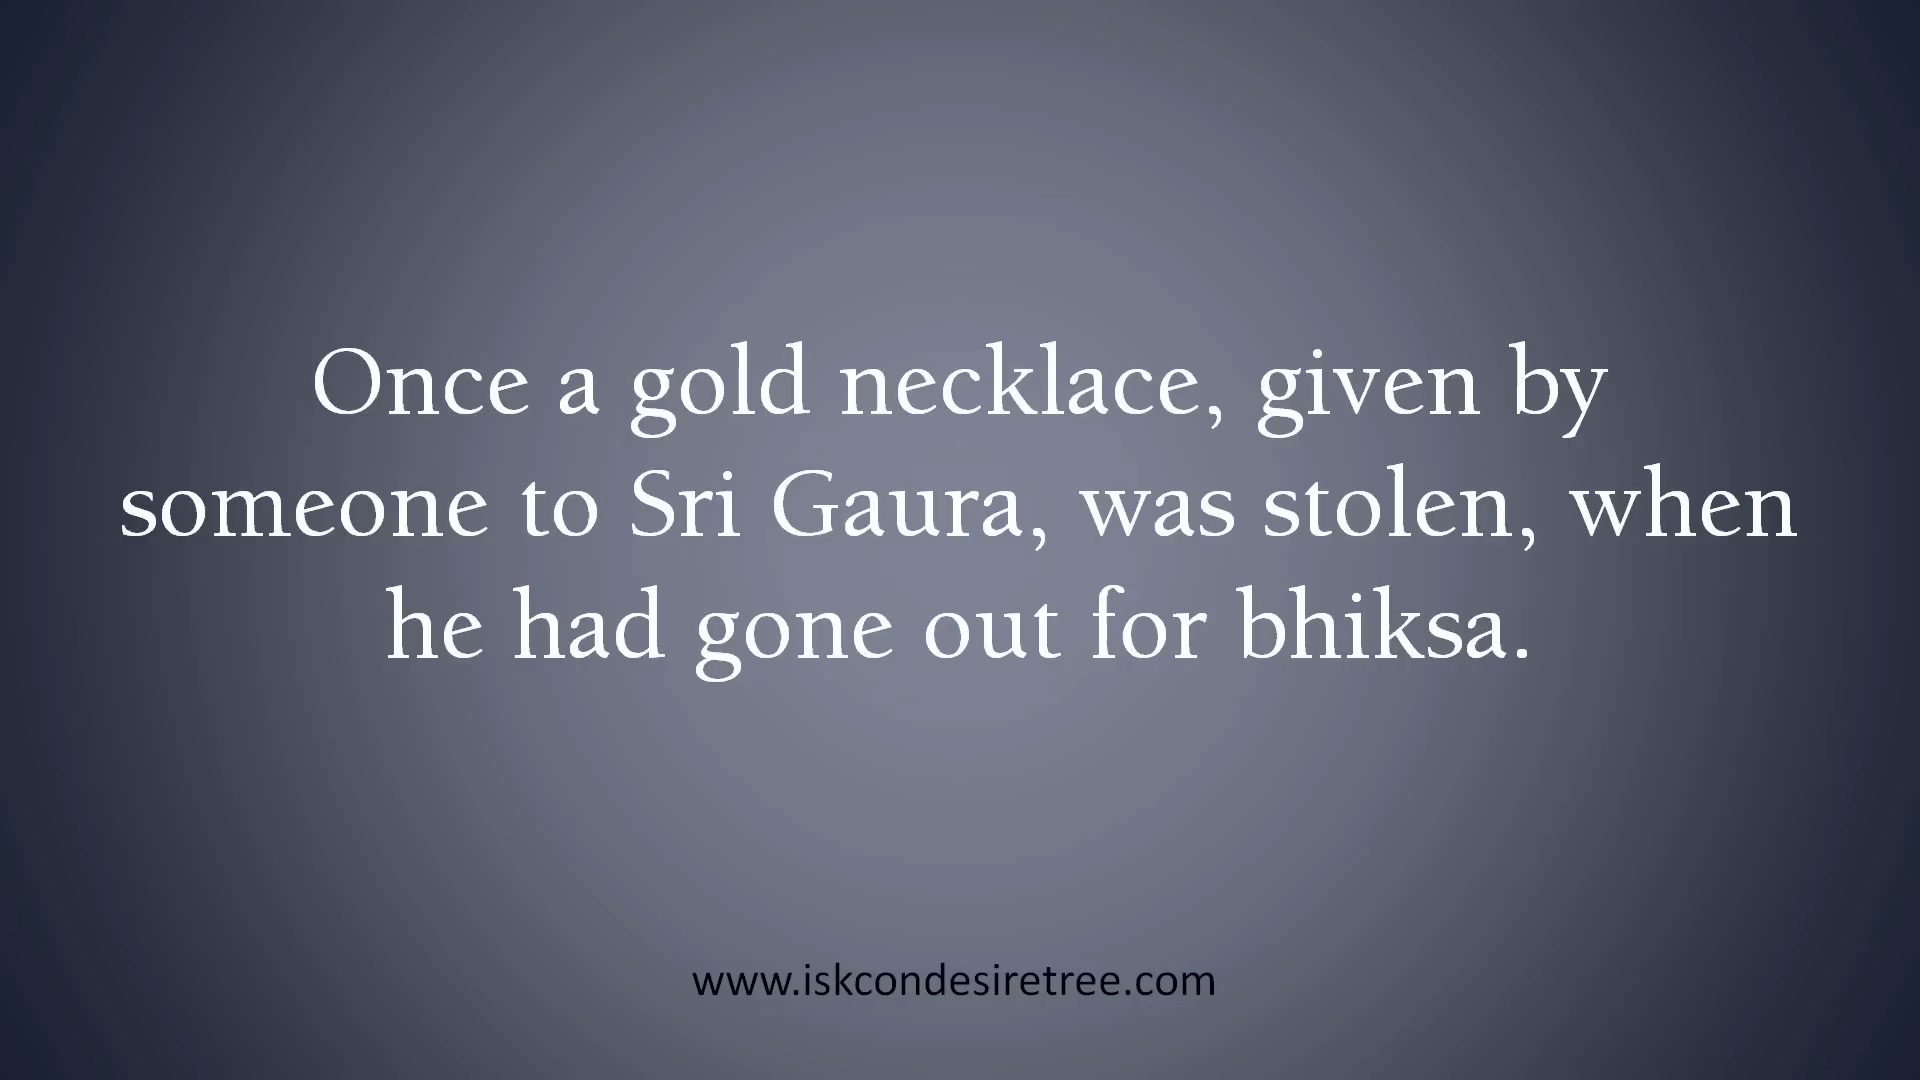 Once a gold necklace, given by
someone to Sri Gaura, was stolen, when
he had gone out for bhiksa.
www.iskcondesiretree.com